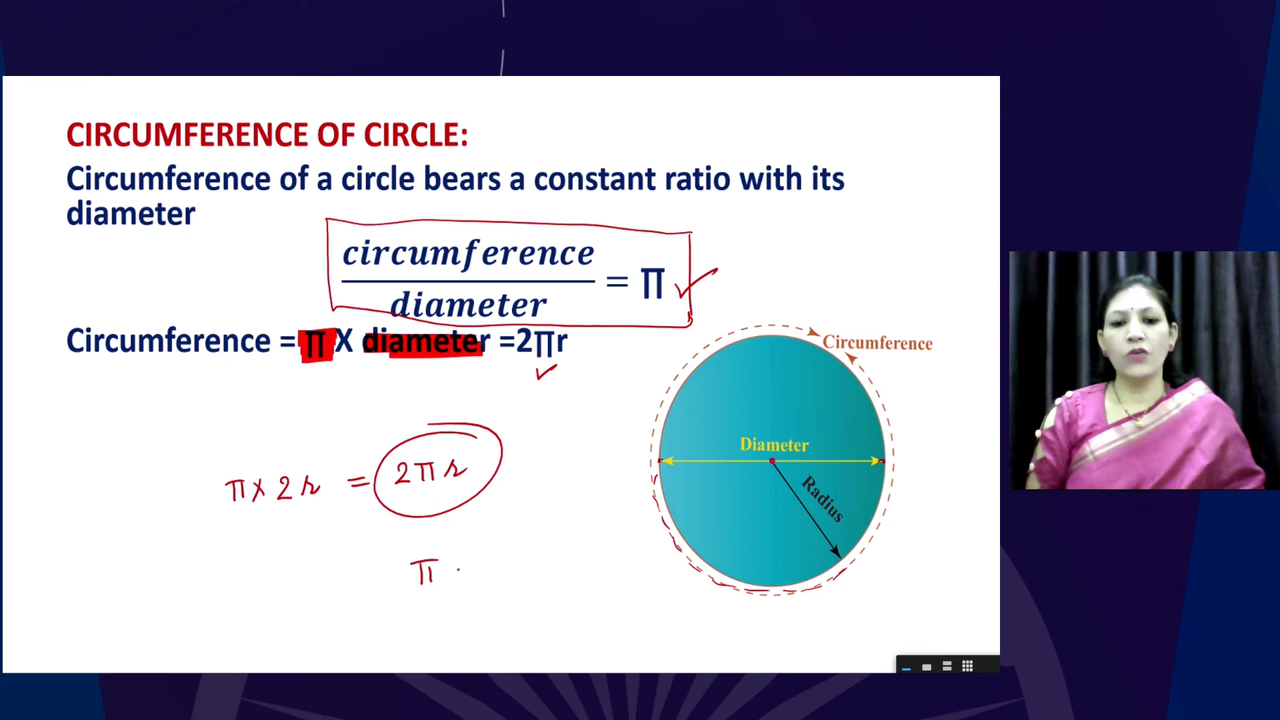 CIRCUMFERENCE OF CIRCLE:
Circumference of a circle bears a constant ratio with its
diameter
circumference
diameter
= π
Circumference = π X diameter =2πr
Circumference
Diameter
Radius
π × 2r = 2πr
π